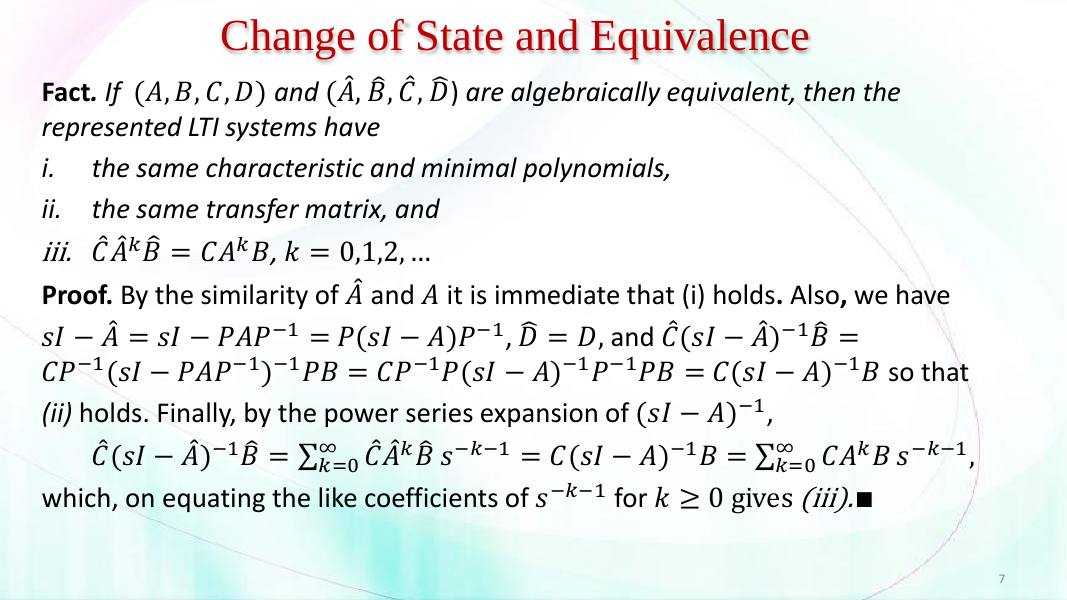 Change of State and Equivalence
Fact. If (A, B, C, D) and (Â, B̂, Ĉ, D̂) are algebraically equivalent, then the
represented LTI systems have
i. the same characteristic and minimal polynomials,
ii. the same transfer matrix, and
iii. ĈÂᵏB̂ = CAᵏB, k = 0,1,2, …
Proof. By the similarity of Â and A it is immediate that (i) holds. Also, we have
sI − Â = sI − PAP⁻¹ = P(sI − A)P⁻¹, D̂ = D, and Ĉ(sI − Â)⁻¹B̂ =
CP⁻¹(sI − PAP⁻¹)⁻¹PB = CP⁻¹P(sI − A)⁻¹P⁻¹PB = C(sI − A)⁻¹B so that
(ii) holds. Finally, by the power series expansion of (sI − A)⁻¹,
Ĉ(sI − Â)⁻¹B̂ = ∑_{k=0}^{∞} ĈÂᵏB̂ s⁻ᵏ⁻¹ = C(sI − A)⁻¹B = ∑_{k=0}^{∞} CAᵏB s⁻ᵏ⁻¹,
which, on equating the like coefficients of s⁻ᵏ⁻¹ for k ≥ 0 gives (iii).■
7